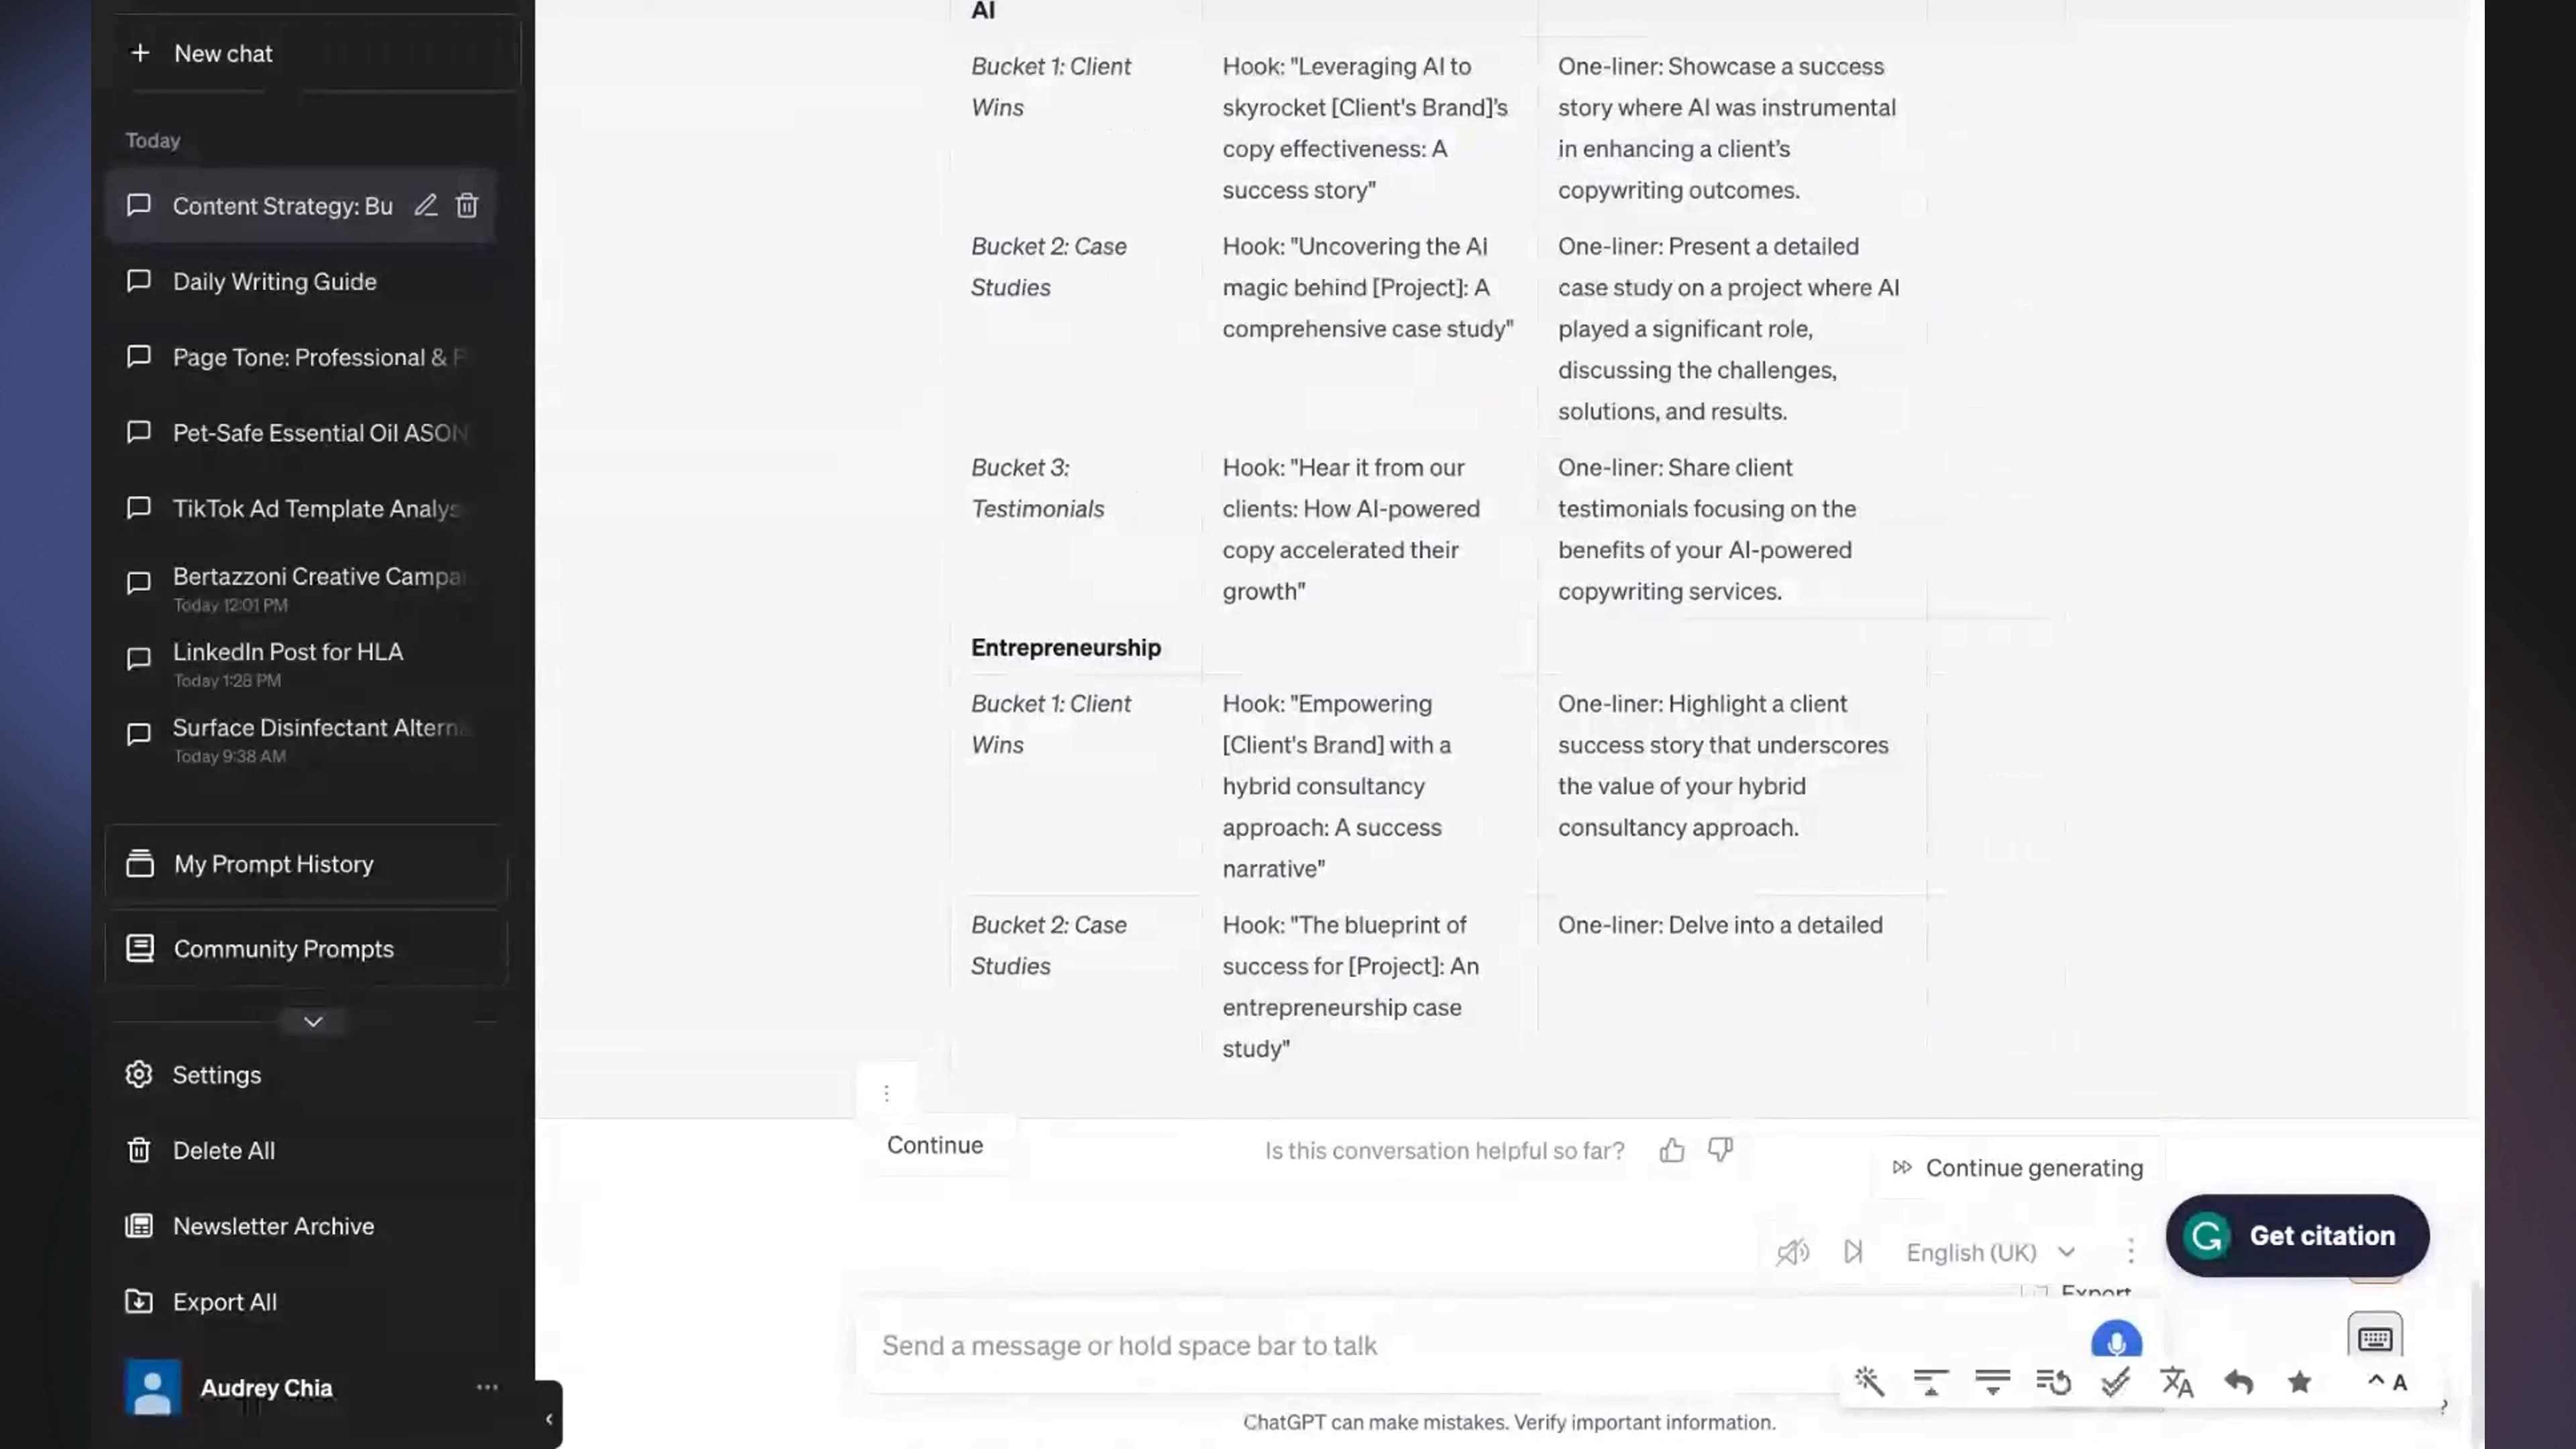 New chat
Today
Content Strategy: Bu
Daily Writing Guide
Page Tone: Professional & P
Pet-Safe Essential Oil ASON
TikTok Ad Template Analys
Bertazzoni Creative Campa
Today 12:01 PM
LinkedIn Post for HLA
Today 1:28 PM
Surface Disinfectant Alterna
Today 9:38 AM
My Prompt History
Community Prompts
Settings
Delete All
Newsletter Archive
Export All
Audrey Chia
AI
Bucket 1: Client
Wins
Hook: "Leveraging AI to
skyrocket [Client's Brand]'s
copy effectiveness: A
success story"
One-liner: Showcase a success
story where AI was instrumental
in enhancing a client's
copywriting outcomes.
Bucket 2: Case
Studies
Hook: "Uncovering the AI
magic behind [Project]: A
comprehensive case study"
One-liner: Present a detailed
case study on a project where AI
played a significant role,
discussing the challenges,
solutions, and results.
Bucket 3:
Testimonials
Hook: "Hear it from our
clients: How AI-powered
copy accelerated their
growth"
One-liner: Share client
testimonials focusing on the
benefits of your AI-powered
copywriting services.
Entrepreneurship
Bucket 1: Client
Wins
Hook: "Empowering
[Client's Brand] with a
hybrid consultancy
approach: A success
narrative"
One-liner: Highlight a client
success story that underscores
the value of your hybrid
consultancy approach.
Bucket 2: Case
Studies
Hook: "The blueprint of
success for [Project]: An
entrepreneurship case
study"
One-liner: Delve into a detailed
Continue
Is this conversation helpful so far?
Continue generating
English (UK)
Get citation
Export
Send a message or hold space bar to talk
A
ChatGPT can make mistakes. Verify important information.
?